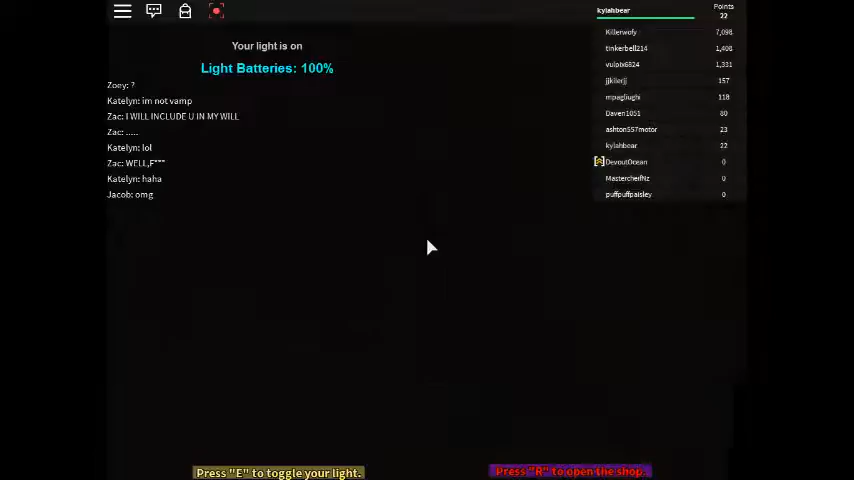 kylahbear
Points
22
Your light is on
Light Batteries: 100%
Killerwofy 7,098
tinkerbell214 1,408
vulpix6824 1,331
jjkilerjj 157
mpagliughi 118
Daven1051 80
ashton557motor 23
kylahbear 22
DevoutOcean 0
MastercheifNz 0
puffpuffpaisley 0
Zoey: ?
Katelyn: im not vamp
Zac: I WILL INCLUDE U IN MY WILL
Zac: .....
Katelyn: lol
Zac: WELL,F***
Katelyn: haha
Jacob: omg
Press "E" to toggle your light.
Press "R" to open the shop.